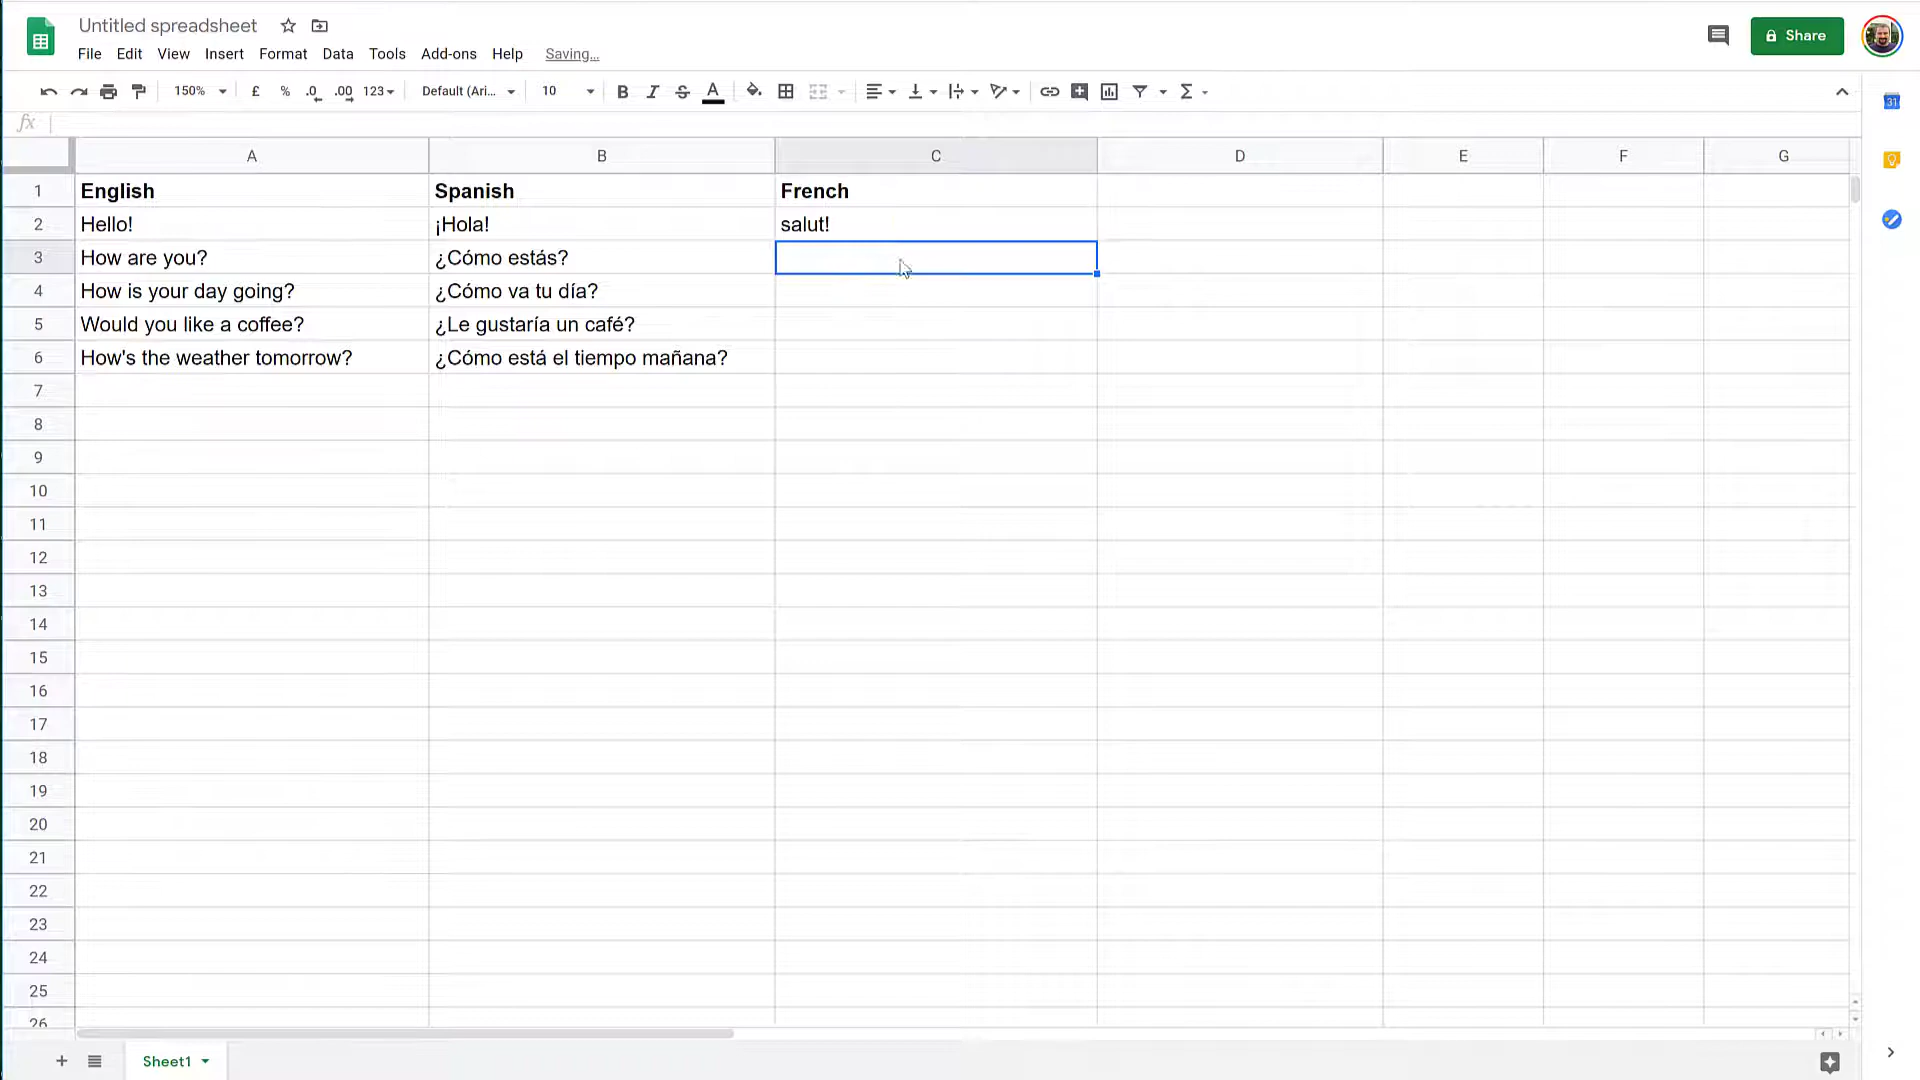 Untitled spreadsheet
File Edit View Insert Format Data Tools Add-ons Help Saving...
Share
150% £ % .0 .00 123 Default (Ari... 10 B I S A Σ
31
fx
A B C D E F G
1 English Spanish French
2 Hello! ¡Hola! salut!
3 How are you? ¿Cómo estás?
4 How is your day going? ¿Cómo va tu día?
5 Would you like a coffee? ¿Le gustaría un café?
6 How's the weather tomorrow? ¿Cómo está el tiempo mañana?
7
8
9
10
11
12
13
14
15
16
17
18
19
20
21
22
23
24
25
26
Sheet1